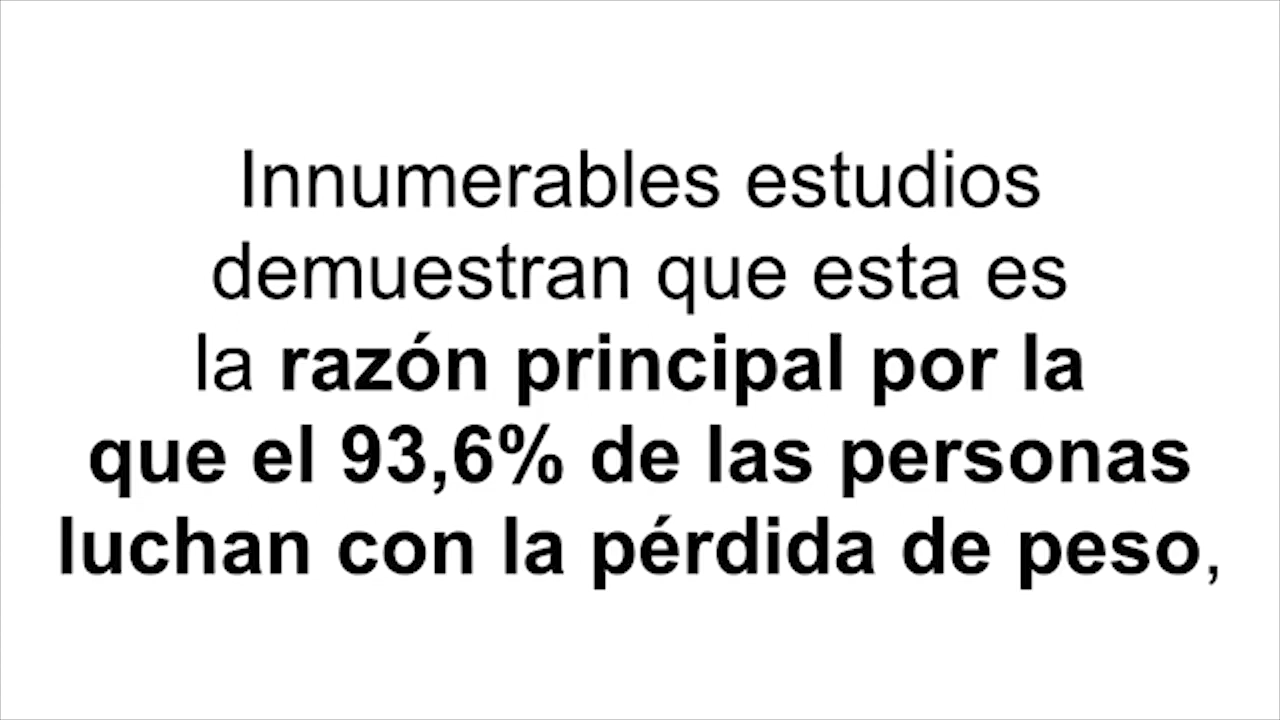 Innumerables estudios
demuestran que esta es
la razón principal por la
que el 93,6% de las personas
luchan con la pérdida de peso,